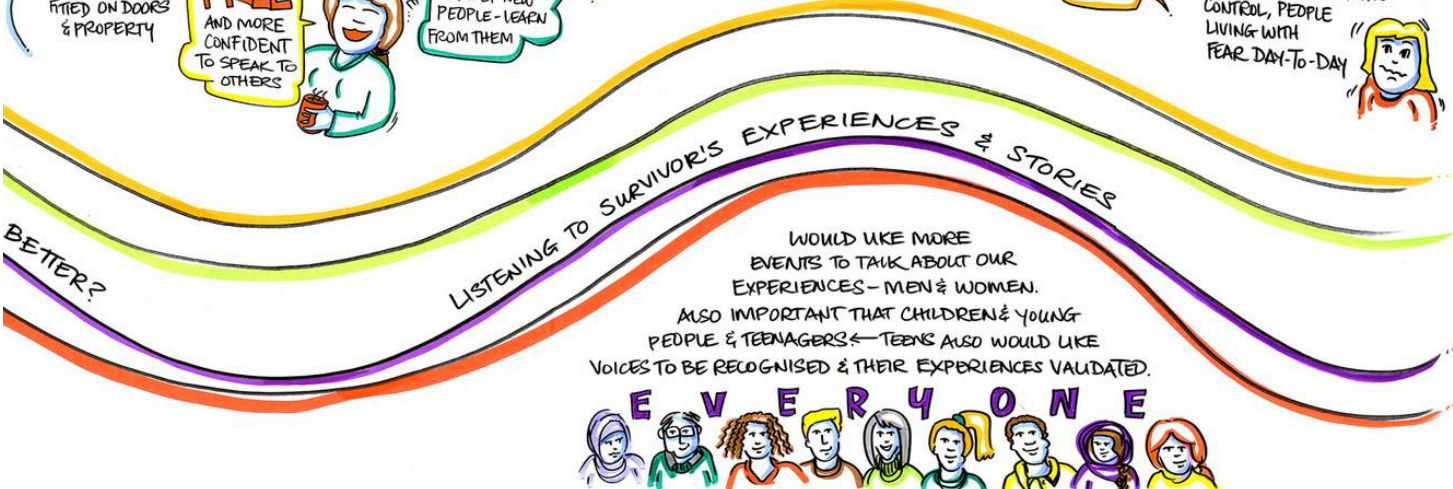 FITTED ON DOORS
& PROPERTY
AND MORE
CONFIDENT
TO SPEAK TO
OTHERS
PEOPLE-LEARN
FROM THEM
CONTROL, PEOPLE
LIVING WITH
FEAR DAY-TO-DAY
BETTER?
LISTENING TO SURVIVOR'S EXPERIENCES & STORIES
WOULD LIKE MORE
EVENTS TO TALK ABOUT OUR
EXPERIENCES - MEN & WOMEN.
ALSO IMPORTANT THAT CHILDREN & YOUNG
PEOPLE & TEENAGERS ← TEENS ALSO WOULD LIKE
VOICES TO BE RECOGNISED & THEIR EXPERIENCES VALIDATED.
EVERYONE